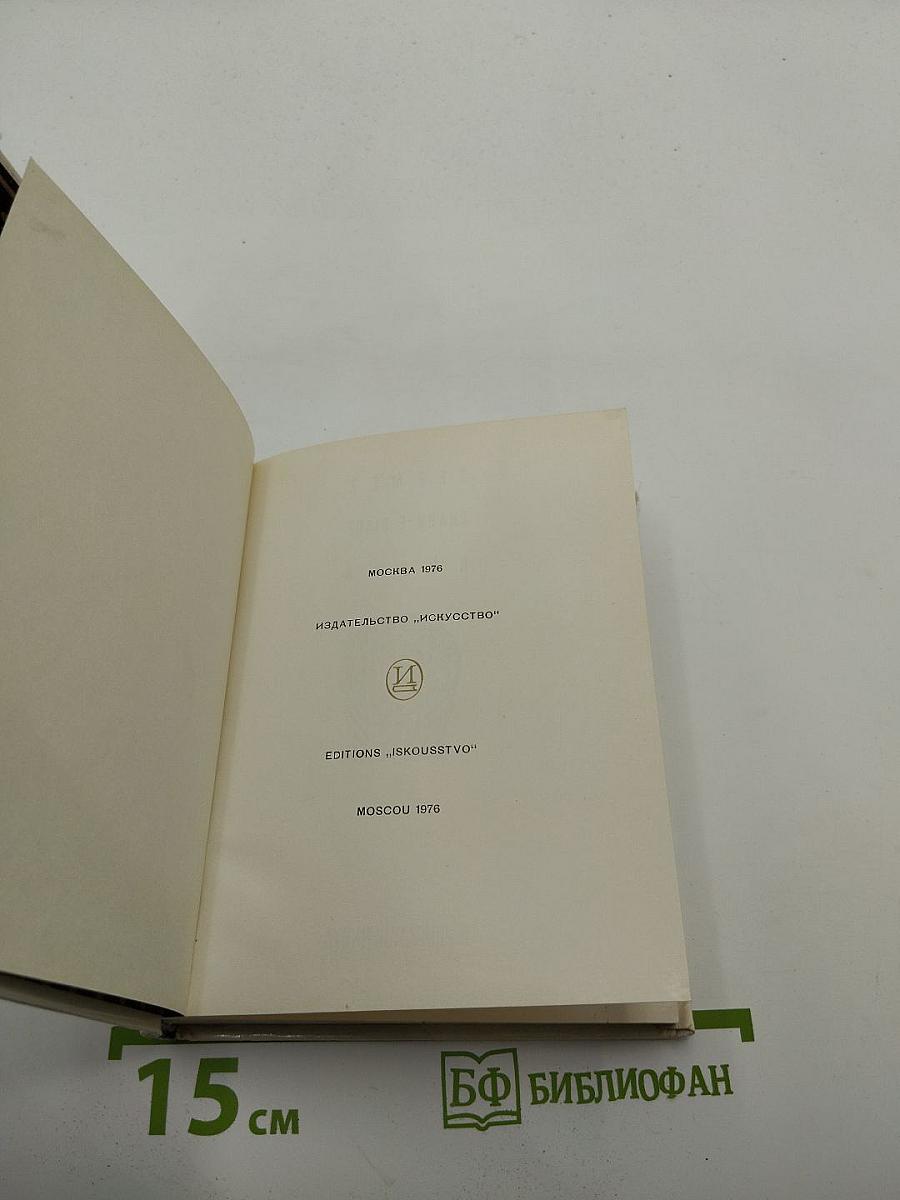 МОСКВА 1976
ИЗДАТЕЛЬСТВО „ИСКУССТВО“
И
EDITIONS „ISKOUSSTVO“
MOSCOU 1976
15 см
БФ БИБЛИОФАН